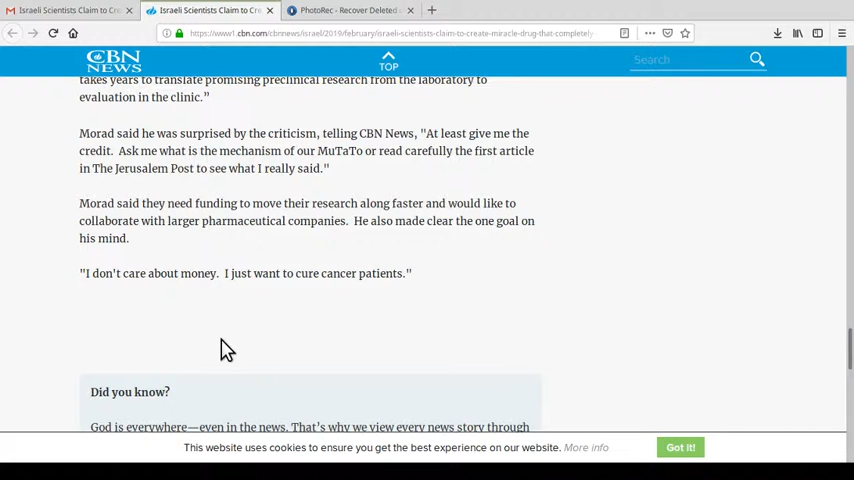 Israeli Scientists Claim to Cre
Israeli Scientists Claim to Cre
PhotoRec - Recover Deleted
https://www1.cbn.com/cbnnews/israel/2019/february/israeli-scientists-claim-to-create-miracle-drug-that-completely-
CBN
NEWS
TOP
Search
takes years to translate promising preclinical research from the laboratory to
evaluation in the clinic.”
Morad said he was surprised by the criticism, telling CBN News, "At least give me the
credit.  Ask me what is the mechanism of our MuTaTo or read carefully the first article
in The Jerusalem Post to see what I really said."
Morad said they need funding to move their research along faster and would like to
collaborate with larger pharmaceutical companies.  He also made clear the one goal on
his mind.
"I don't care about money.  I just want to cure cancer patients."
Did you know?
God is everywhere—even in the news. That’s why we view every news story through
This website uses cookies to ensure you get the best experience on our website. More info
Got it!